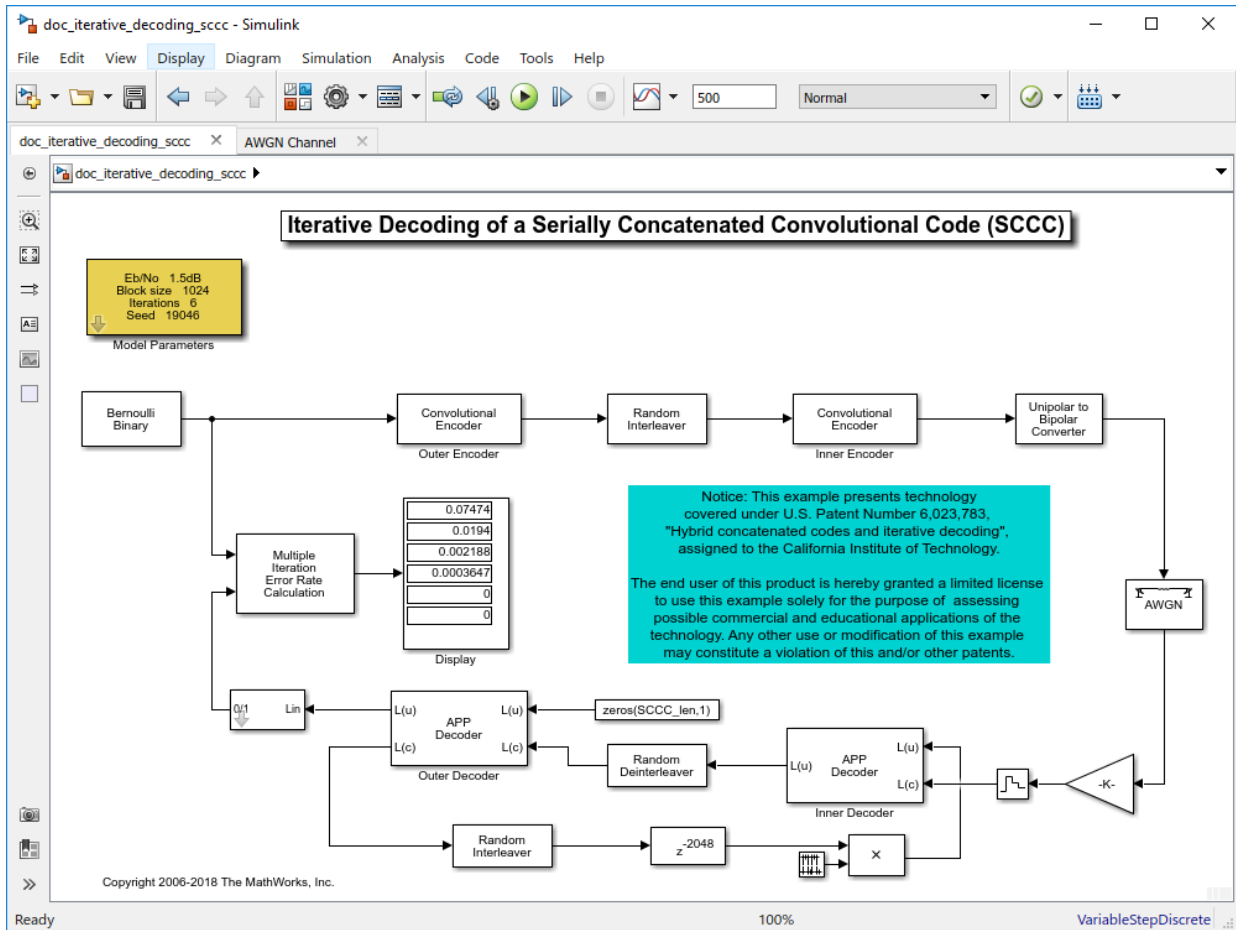 doc_iterative_decoding_sccc - Simulink
File Edit View Display Diagram Simulation Analysis Code Tools Help
500 Normal
doc_iterative_decoding_sccc AWGN Channel
doc_iterative_decoding_sccc
Iterative Decoding of a Serially Concatenated Convolutional Code (SCCC)
Eb/No 1.5dB
Block size 1024
Iterations 6
Seed 19046
Model Parameters
Bernoulli
Binary
Convolutional
Encoder
Outer Encoder
Random
Interleaver
Convolutional
Encoder
Inner Encoder
Unipolar to
Bipolar
Converter
Notice: This example presents technology
covered under U.S. Patent Number 6,023,783,
"Hybrid concatenated codes and iterative decoding",
assigned to the California Institute of Technology.
The end user of this product is hereby granted a limited license
to use this example solely for the purpose of assessing
possible commercial and educational applications of the
technology. Any other use or modification of this example
may constitute a violation of this and/or other patents.
Multiple
Iteration
Error Rate
Calculation
0.07474
0.0194
0.002188
0.0003647
0
0
Display
AWGN
0/1 Lin
L(u) L(u)
APP
Decoder
L(c) L(c)
Outer Decoder
zeros(SCCC_len,1)
Random
Deinterleaver
L(u)
APP
Decoder
L(u)
L(c)
Inner Decoder
-K-
Random
Interleaver
z-2048
×
Copyright 2006-2018 The MathWorks, Inc.
Ready 100% VariableStepDiscrete